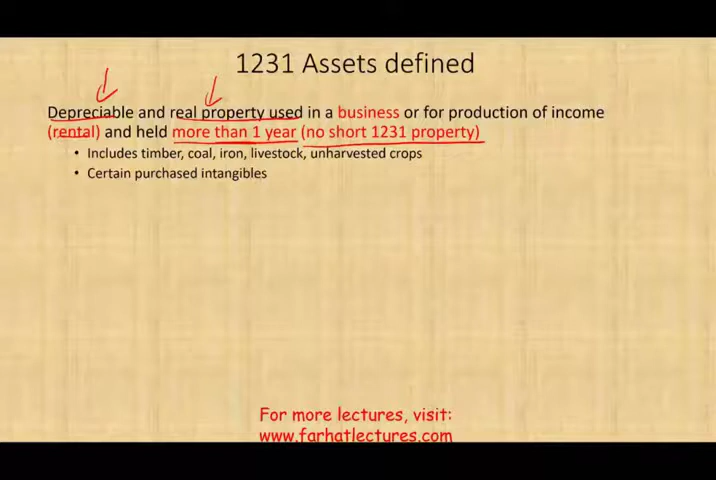 1231 Assets defined
Depreciable and real property used in a business or for production of income
(rental) and held more than 1 year (no short 1231 property)
• Includes timber, coal, iron, livestock, unharvested crops
• Certain purchased intangibles
For more lectures, visit:
www.farhatlectures.com